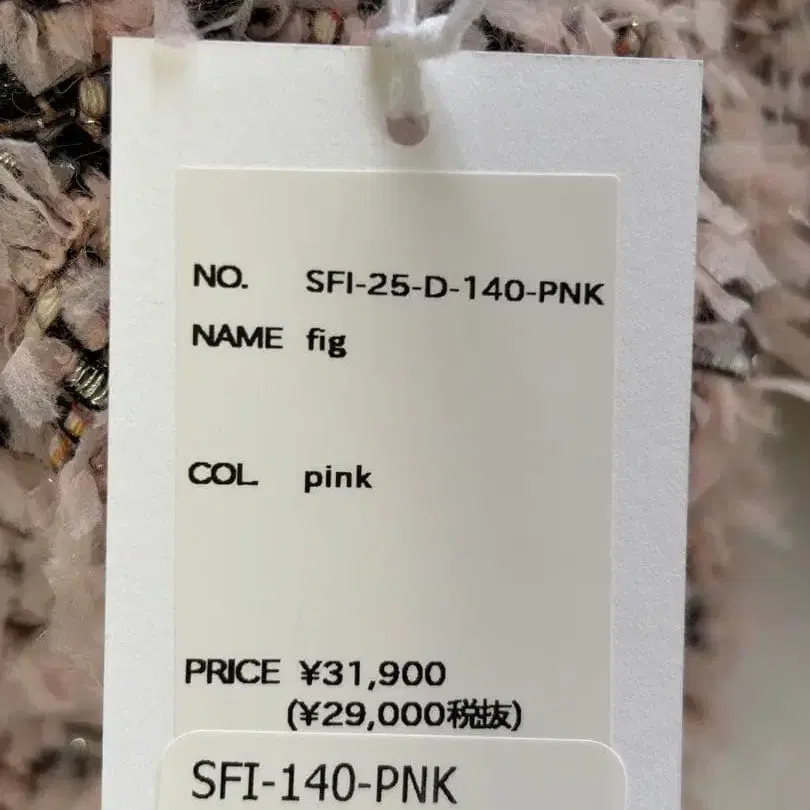 NO. SFI-25-D-140-PNK
NAME fig
COL. pink
PRICE ¥31,900
(¥29,000税抜)
SFI-140-PNK